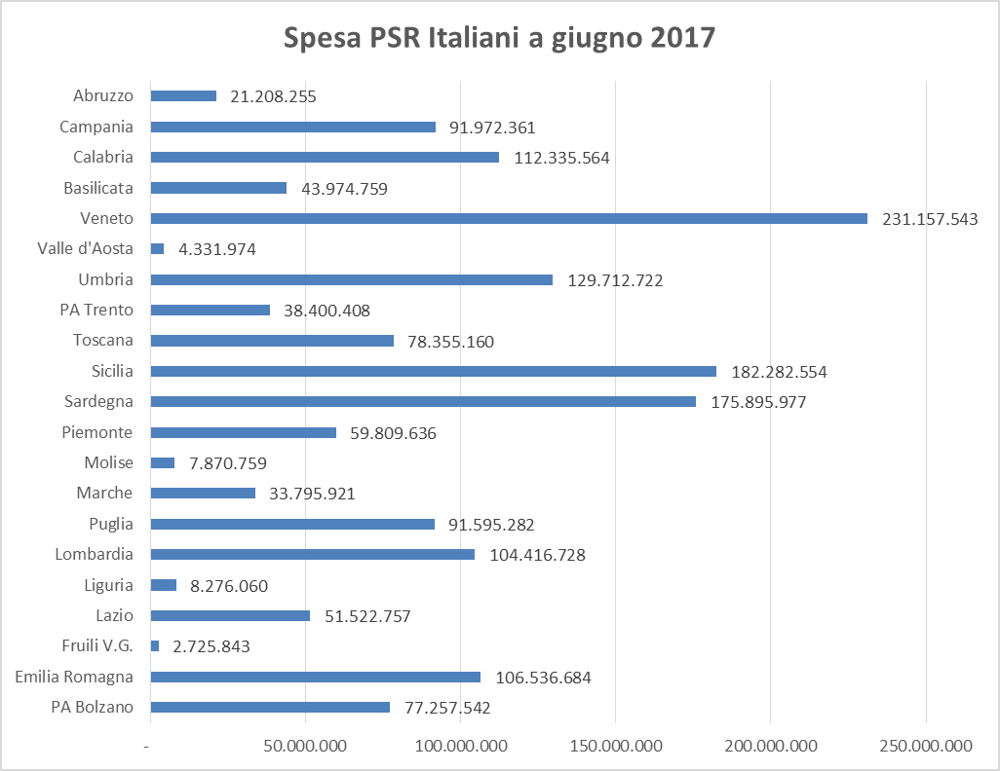 Spesa PSR Italiani a giugno 2017
Abruzzo 21.208.255
Campania 91.972.361
Calabria 112.335.564
Basilicata 43.974.759
Veneto 231.157.543
Valle d'Aosta 4.331.974
Umbria 129.712.722
PA Trento 38.400.408
Toscana 78.355.160
Sicilia 182.282.554
Sardegna 175.895.977
Piemonte 59.809.636
Molise 7.870.759
Marche 33.795.921
Puglia 91.595.282
Lombardia 104.416.728
Liguria 8.276.060
Lazio 51.522.757
Fruili V.G. 2.725.843
Emilia Romagna 106.536.684
PA Bolzano 77.257.542
- 50.000.000 100.000.000 150.000.000 200.000.000 250.000.000